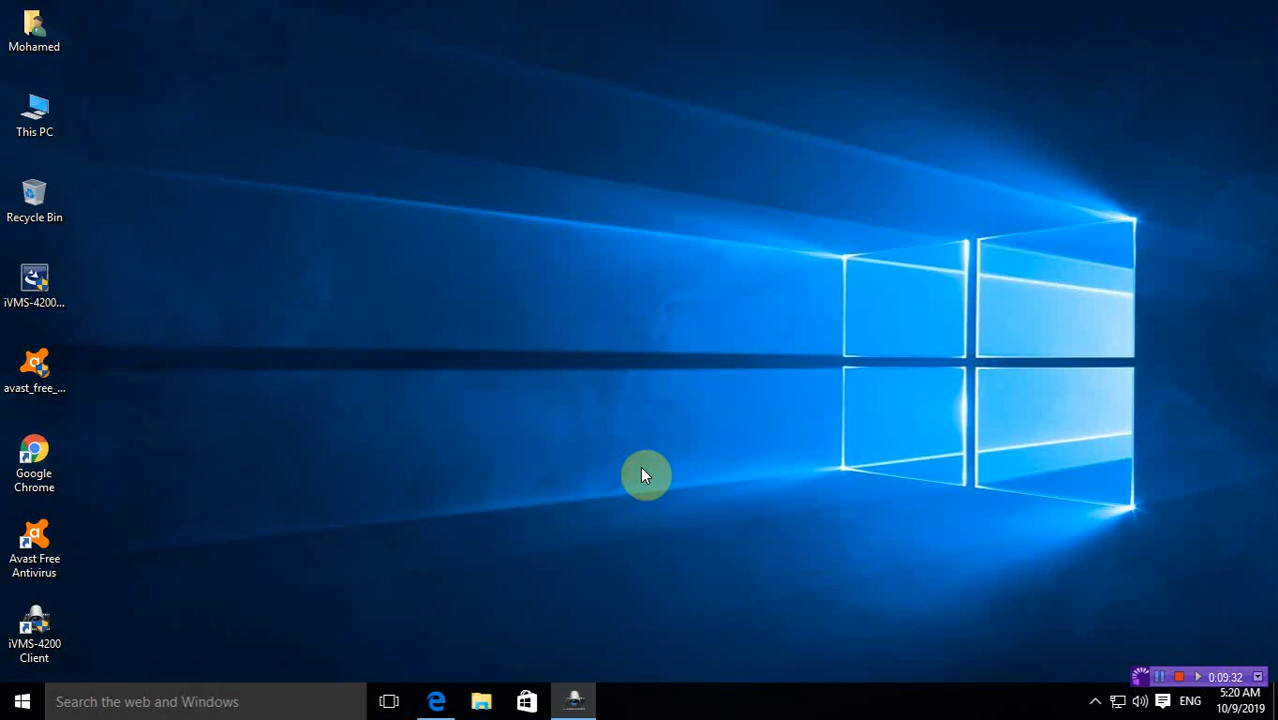 Mohamed
This PC
Recycle Bin
iVMS-4200...
avast_free_...
Google
Chrome
Avast Free
Antivirus
iVMS-4200
Client
Search the web and Windows
0:09:32
ENG
5:20 AM
10/9/2019